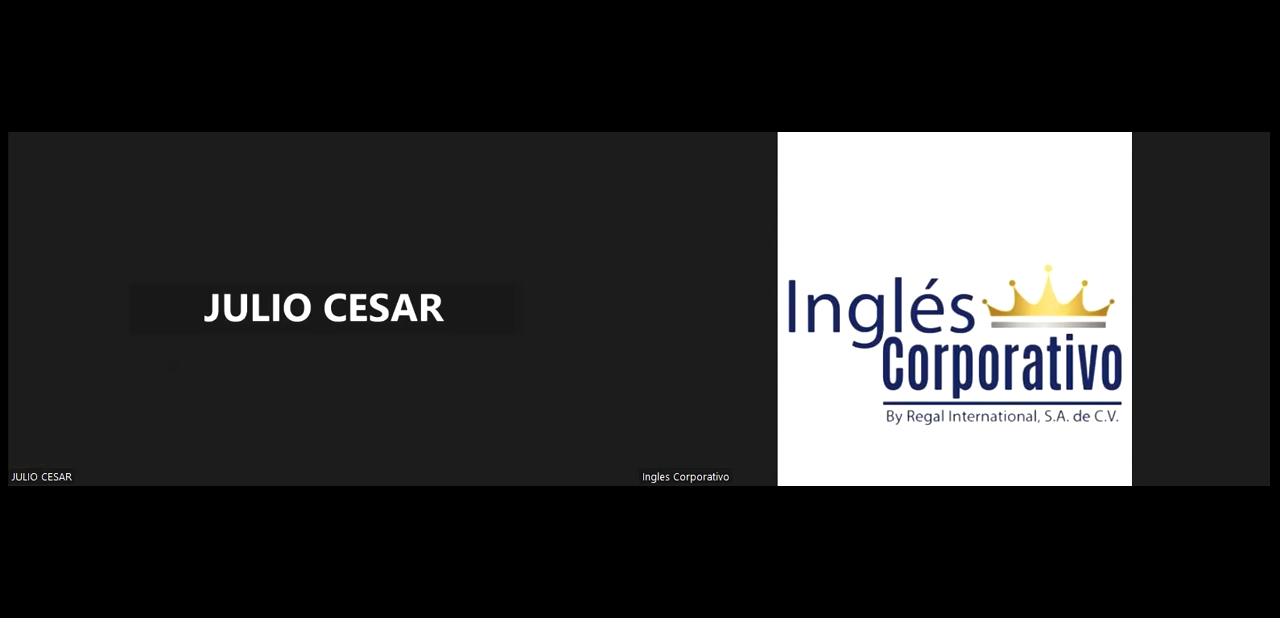 JULIO CESAR
Inglés
Corporativo
By Regal International, S.A. de C.V.
JULIO CESAR
Ingles Corporativo